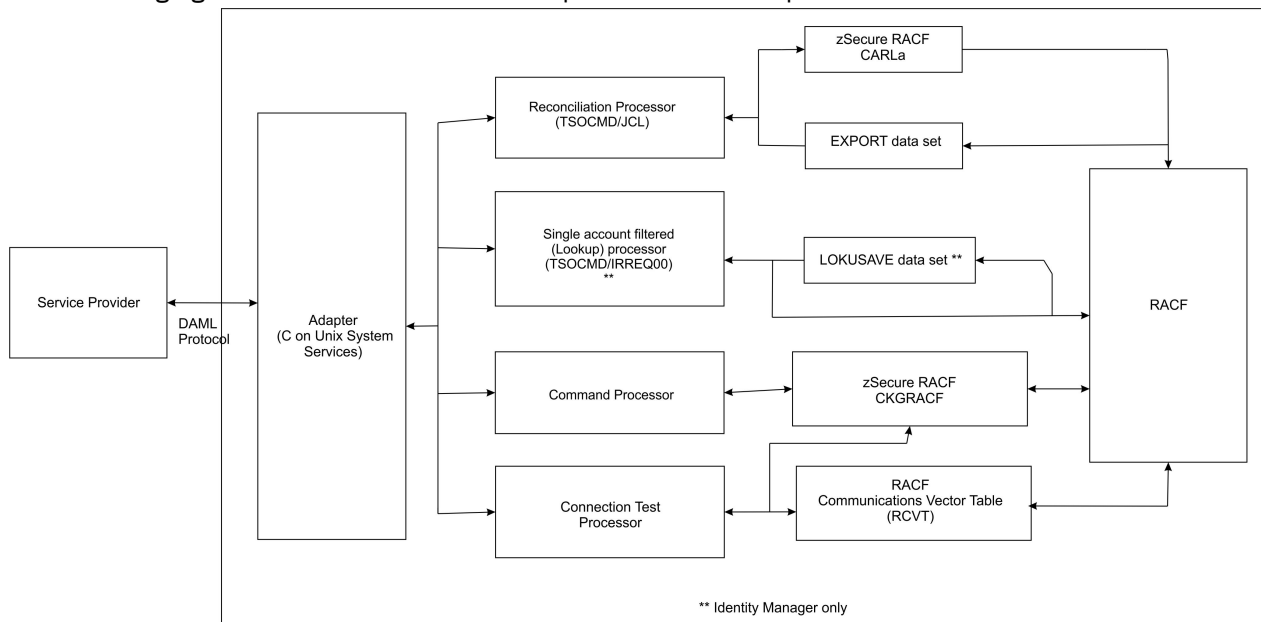 zSecure RACF
CARLa
Reconciliation Processor
(TSOCMD/JCL)
EXPORT data set
Single account filtered
(Lookup) processor
(TSOCMD/IRREQ00)
**
LOKUSAVE data set **
Service Provider
DAML
Protocol
Adapter
(C on Unix System
Services)
RACF
Command Processor
zSecure RACF
CKGRACF
Connection Test
Processor
RACF
Communications Vector Table
(RCVT)
** Identity Manager only